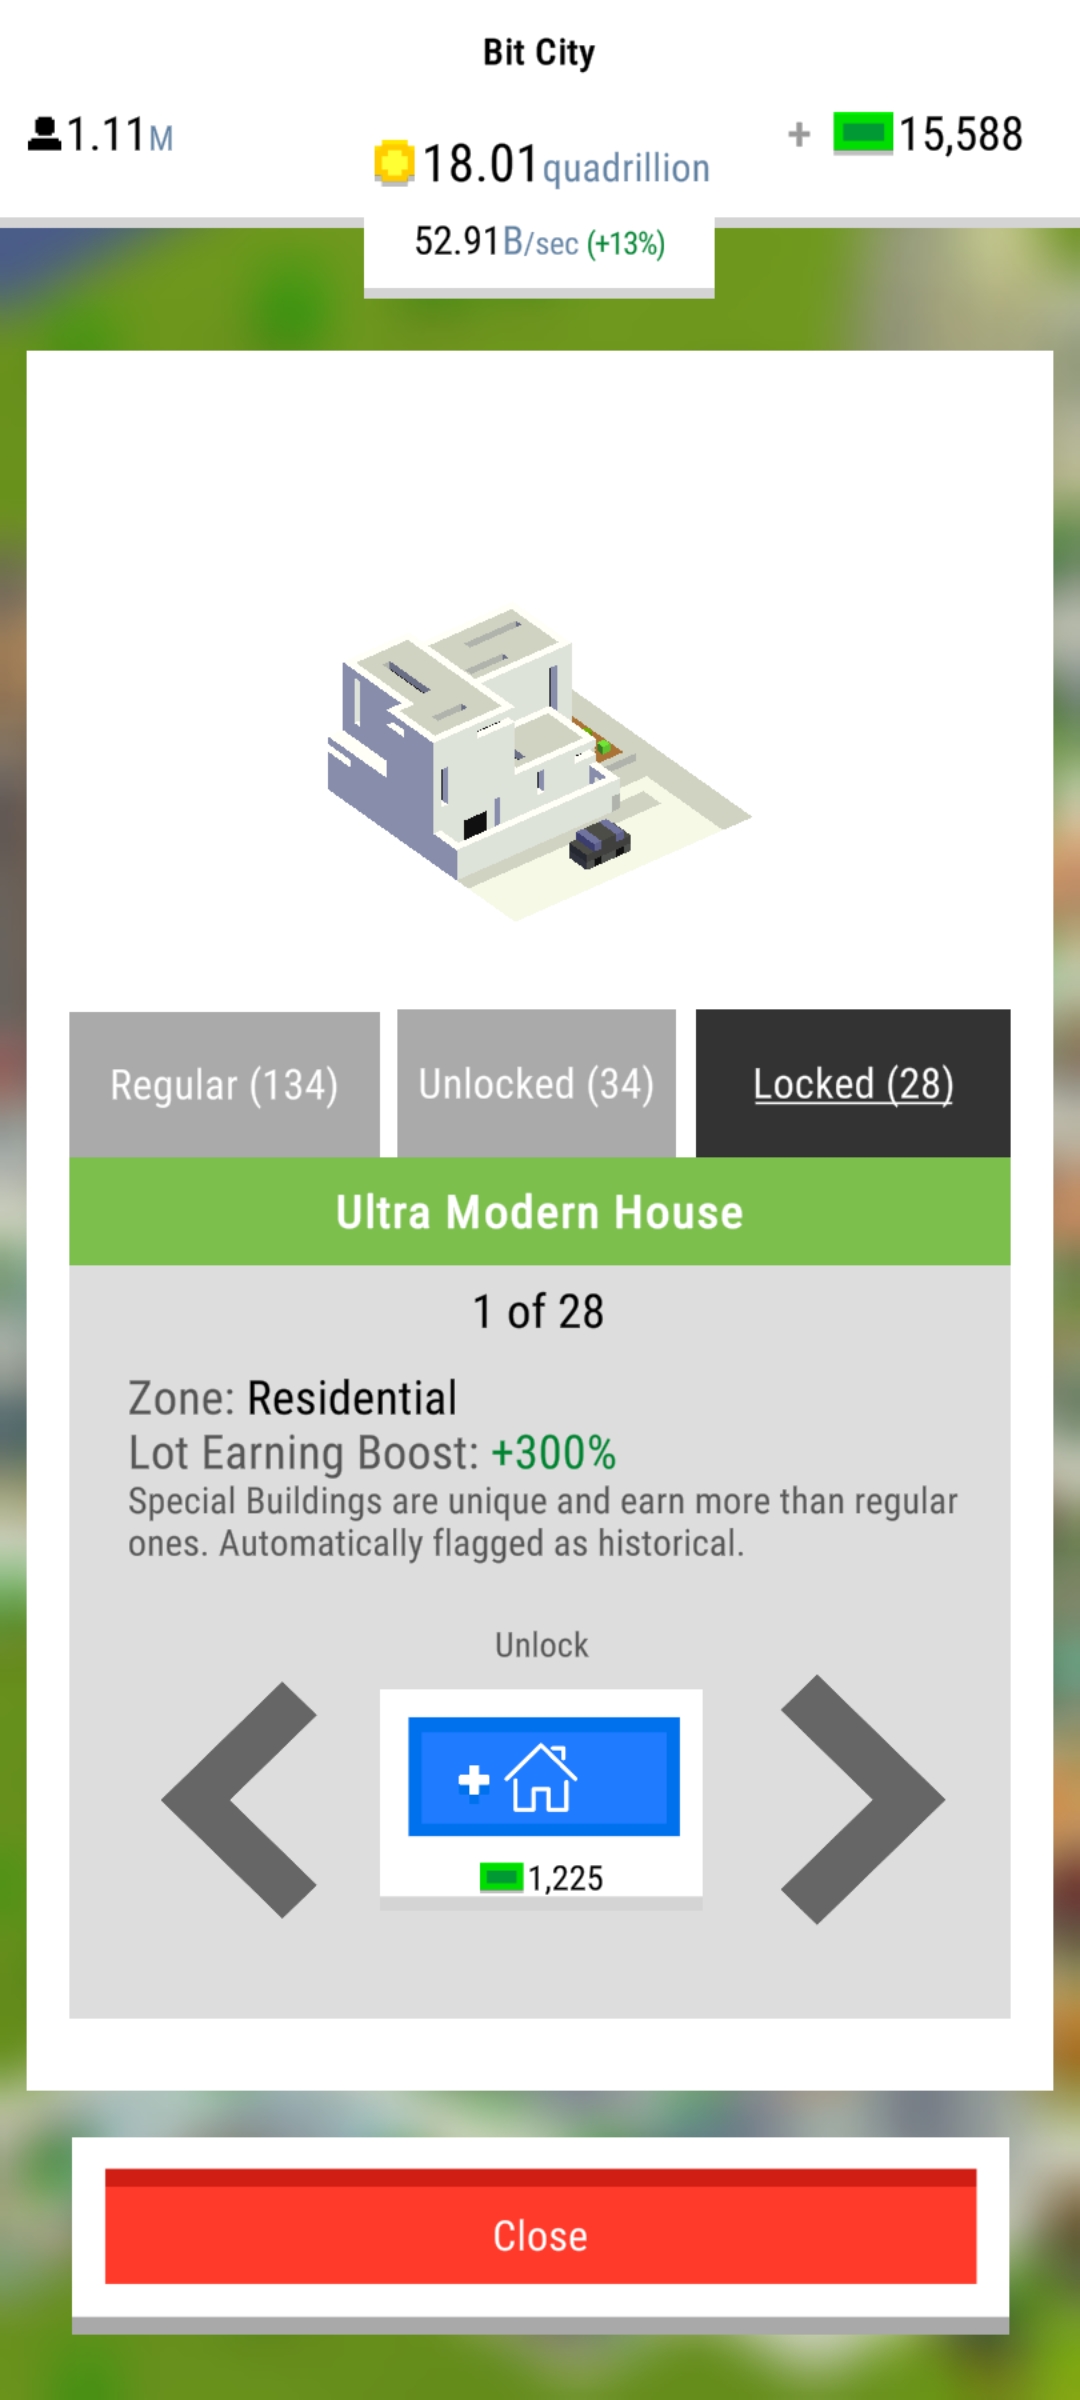 Bit City
1.11M
18.01quadrillion
+ 15,588
52.91B/sec (+13%)
Regular (134)
Unlocked (34)
Locked (28)
Ultra Modern House
1 of 28
Zone: Residential
Lot Earning Boost: +300%
Special Buildings are unique and earn more than regular
ones. Automatically flagged as historical.
Unlock
1,225
Close